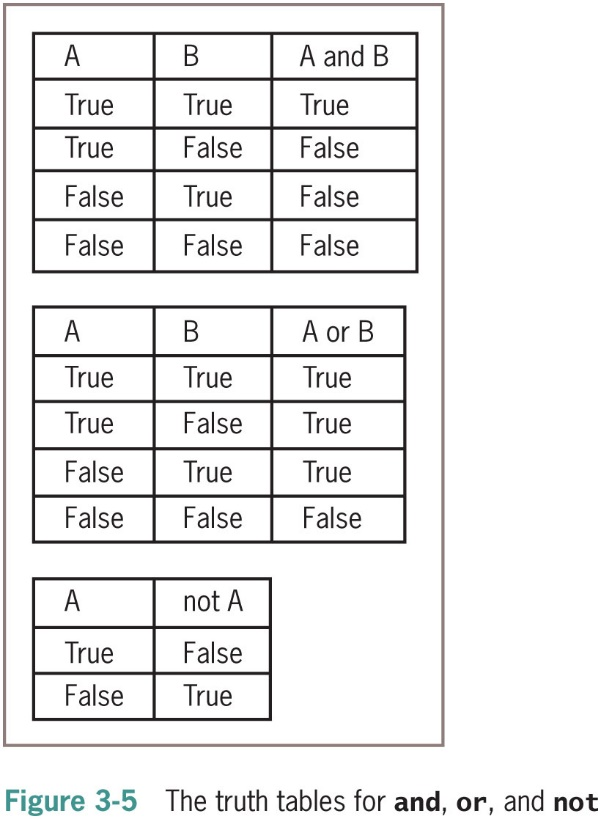 A B A and B
True True True
True False False
False True False
False False False
A B A or B
True True True
True False True
False True True
False False False
A not A
True False
False True
Figure 3-5 The truth tables for and, or, and not